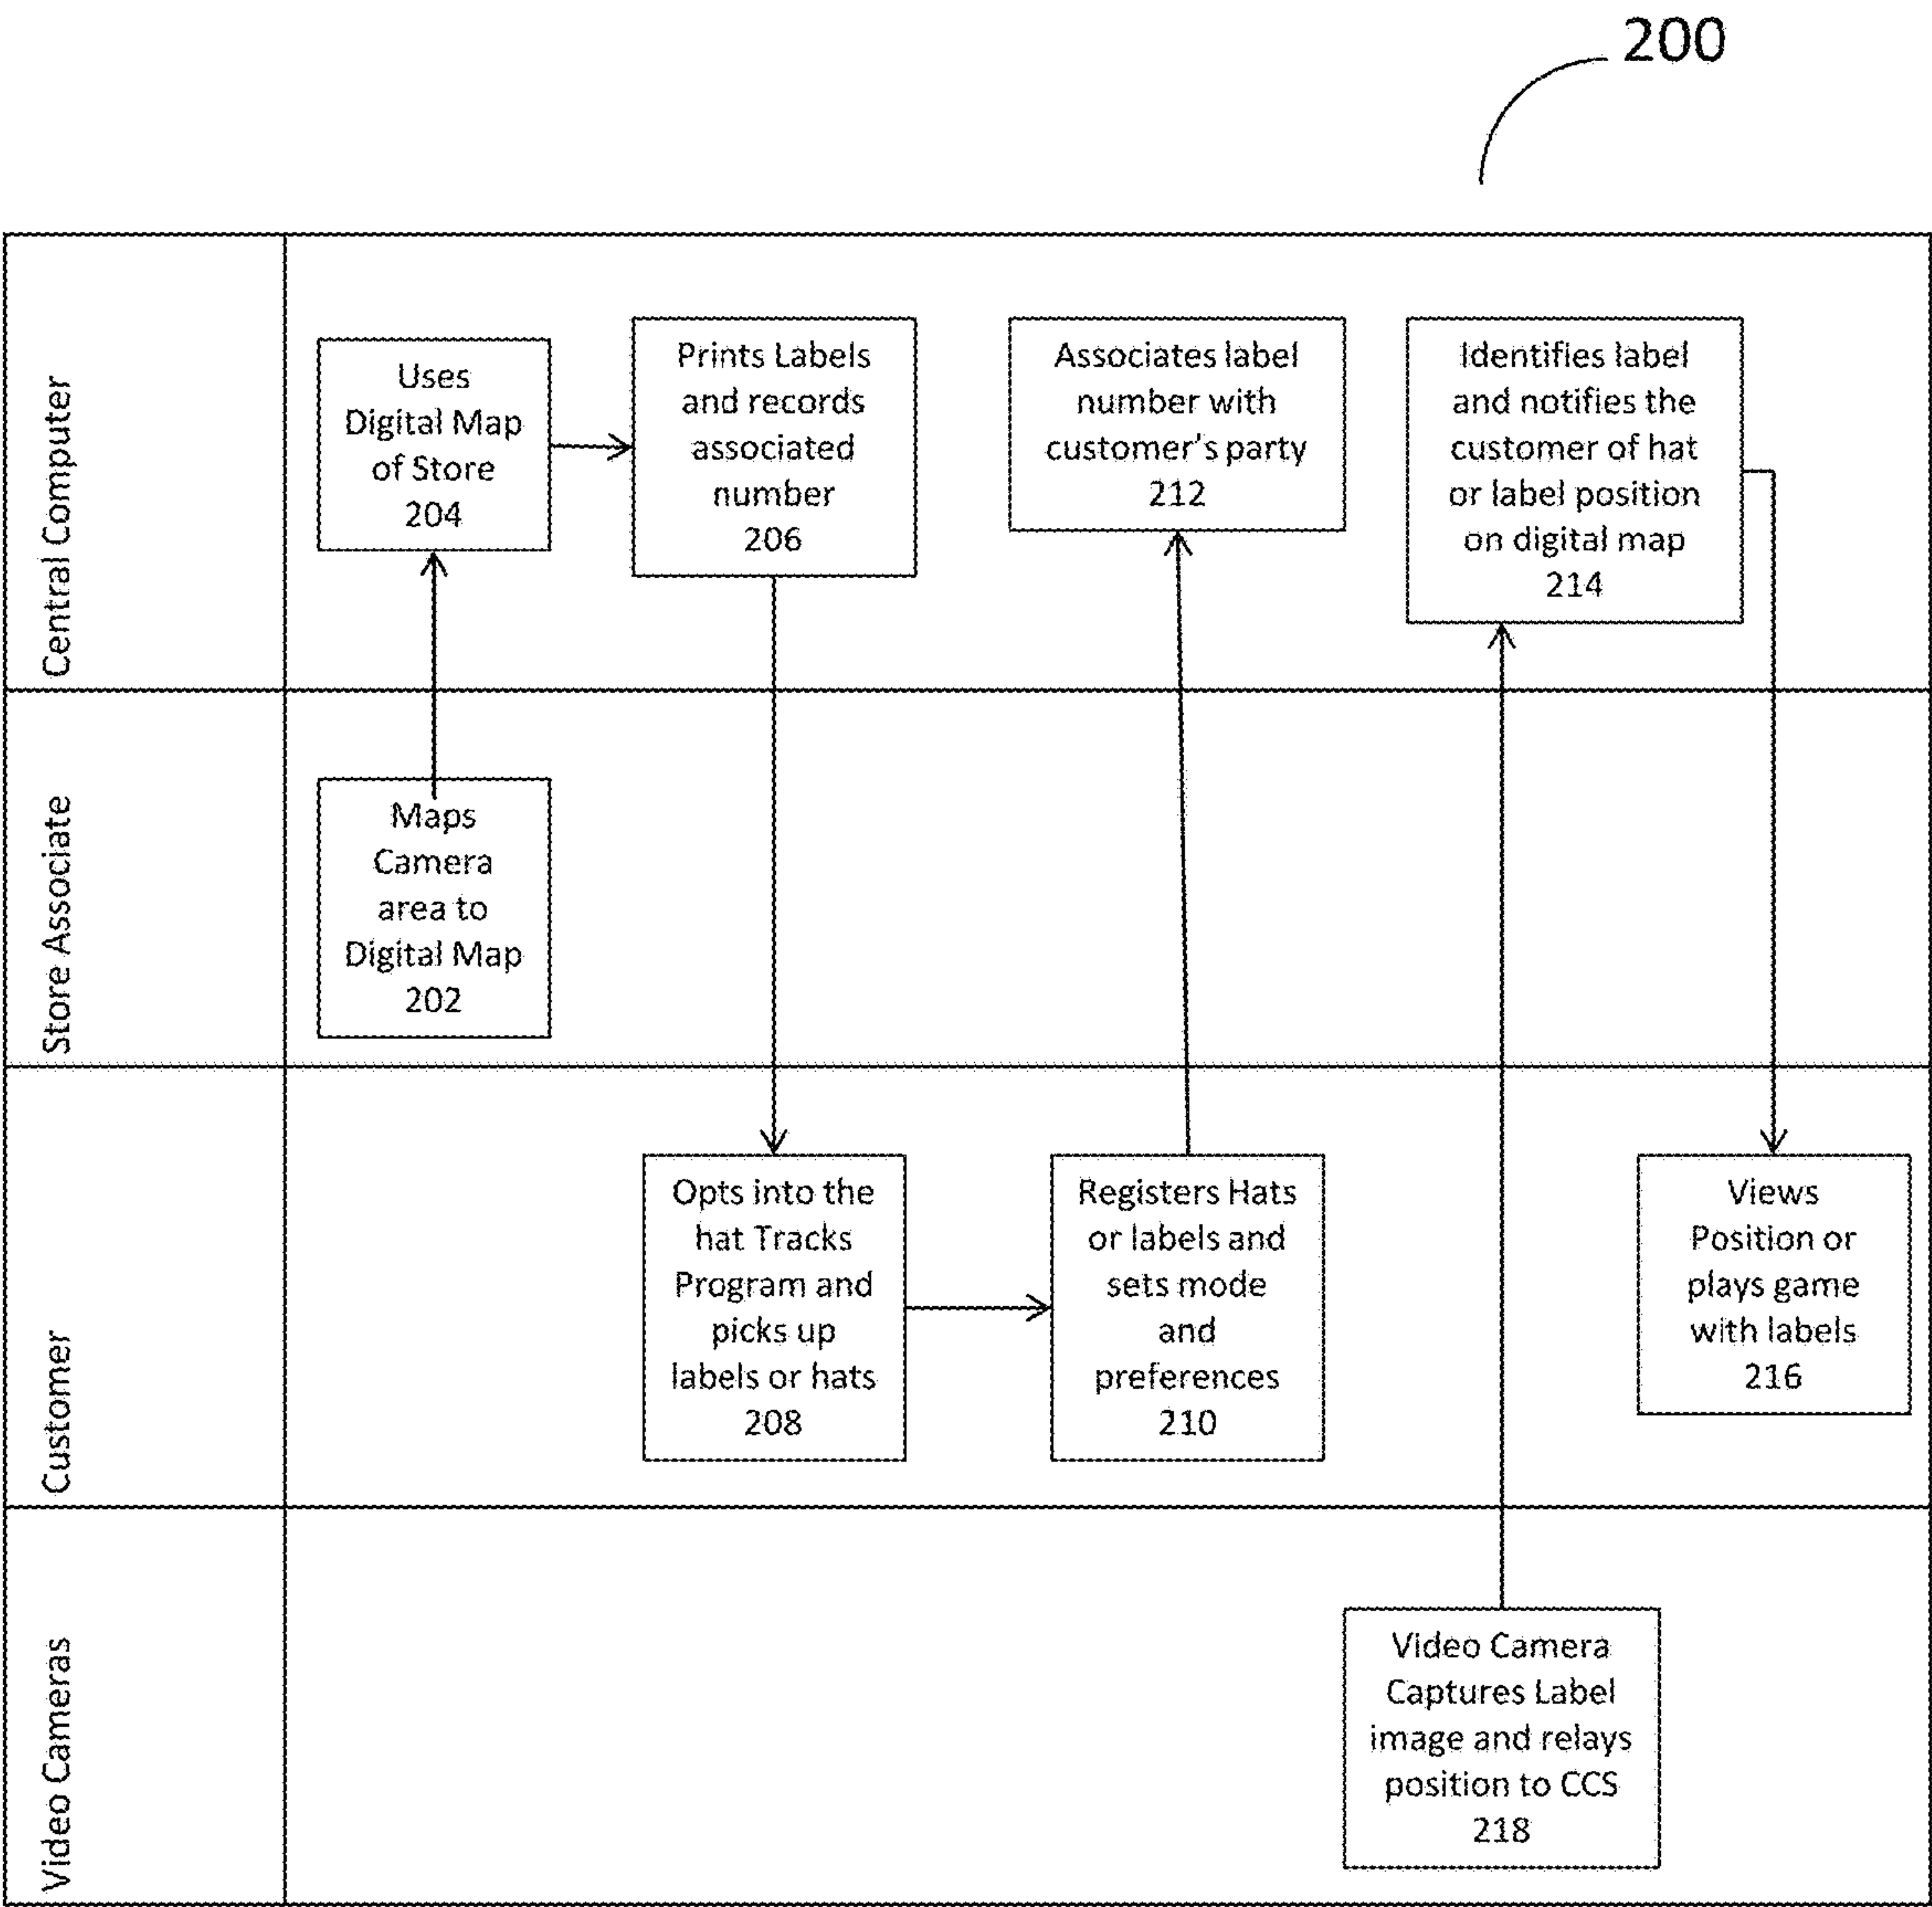 200
Central Computer
Uses
Digital Map
of Store
204
Prints Labels
and records
associated
number
206
Associates label
number with
customer's party
212
Identifies label
and notifies the
customer of hat
or label position
on digital map
214
Store Associate
Maps
Camera
area to
Digital Map
202
Customer
Opts into the
hat Tracks
Program and
picks up
labels or hats
208
Registers Hats
or labels and
sets mode
and
preferences
210
Views
Position or
plays game
with labels
216
Video Cameras
Video Camera
Captures Label
image and relays
position to CCS
218